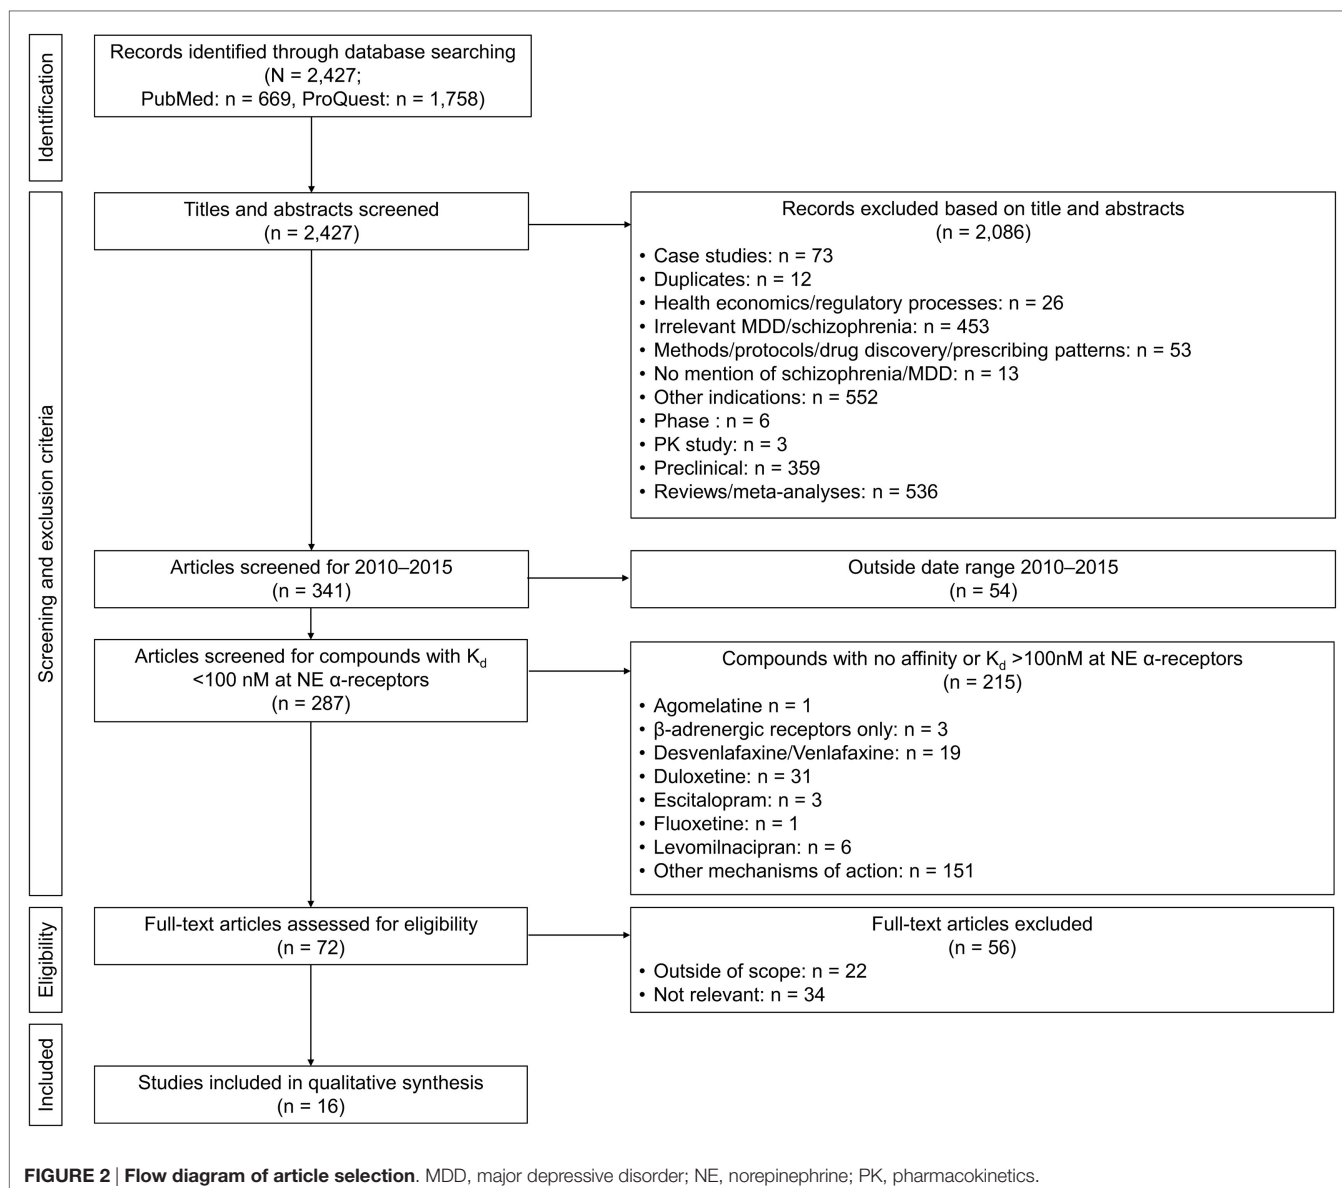 Identification
Records identified through database searching
(N = 2,427;
PubMed: n = 669, ProQuest: n = 1,758)
Screening and exclusion criteria
Titles and abstracts screened
(n = 2,427)
Records excluded based on title and abstracts
(n = 2,086)
• Case studies: n = 73
• Duplicates: n = 12
• Health economics/regulatory processes: n = 26
• Irrelevant MDD/schizophrenia: n = 453
• Methods/protocols/drug discovery/prescribing patterns: n = 53
• No mention of schizophrenia/MDD: n = 13
• Other indications: n = 552
• Phase : n = 6
• PK study: n = 3
• Preclinical: n = 359
• Reviews/meta-analyses: n = 536
Articles screened for 2010–2015
(n = 341)
Outside date range 2010–2015
(n = 54)
Articles screened for compounds with Kd
<100 nM at NE α-receptors
(n = 287)
Compounds with no affinity or Kd >100nM at NE α-receptors
(n = 215)
• Agomelatine n = 1
• β-adrenergic receptors only: n = 3
• Desvenlafaxine/Venlafaxine: n = 19
• Duloxetine: n = 31
• Escitalopram: n = 3
• Fluoxetine: n = 1
• Levomilnacipran: n = 6
• Other mechanisms of action: n = 151
Eligibility
Full-text articles assessed for eligibility
(n = 72)
Full-text articles excluded
(n = 56)
• Outside of scope: n = 22
• Not relevant: n = 34
Included
Studies included in qualitative synthesis
(n = 16)
FIGURE 2 | Flow diagram of article selection. MDD, major depressive disorder; NE, norepinephrine; PK, pharmacokinetics.